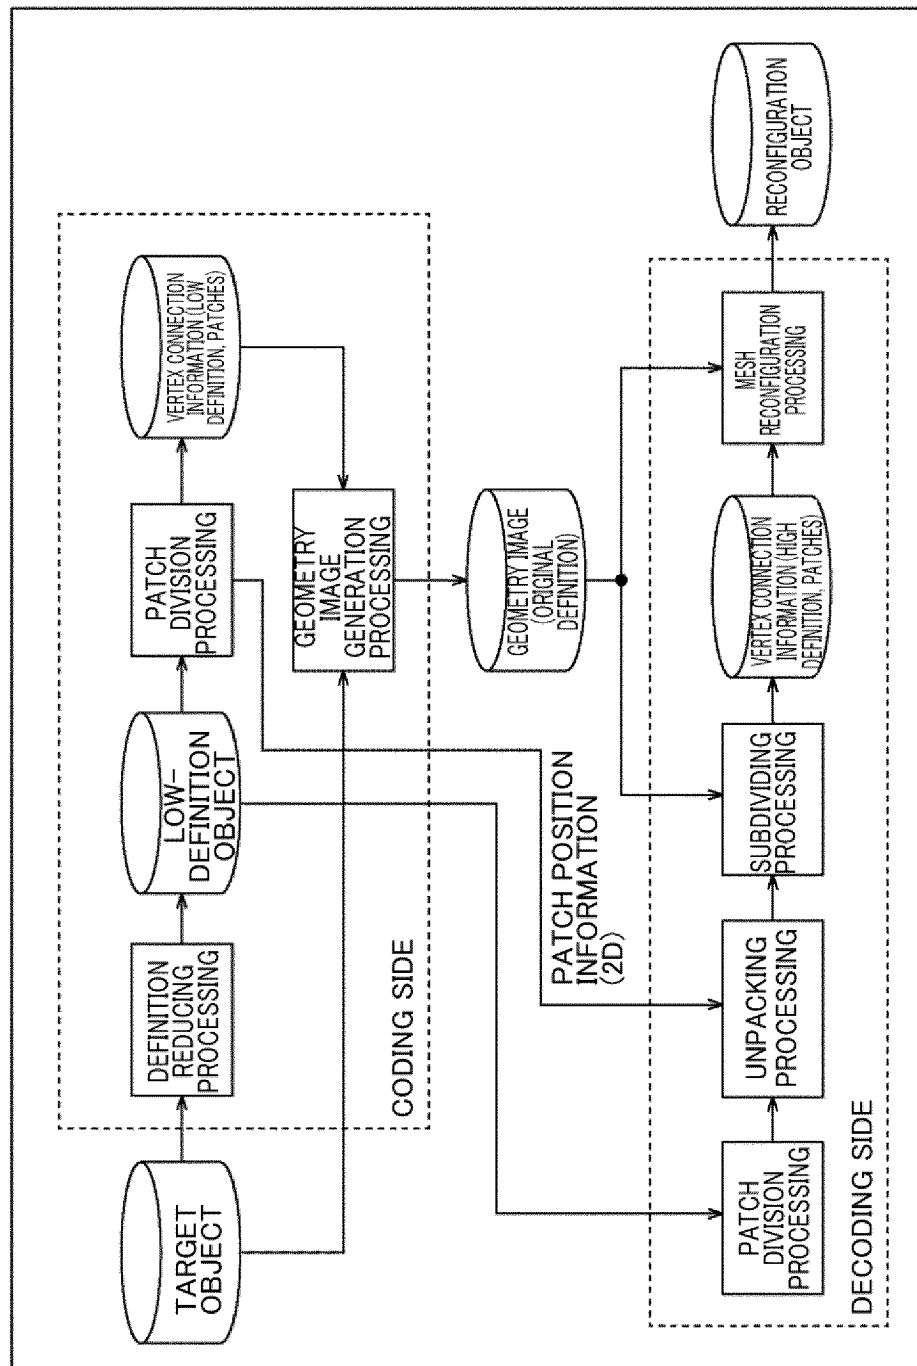 TARGET
OBJECT
DEFINITION
REDUCING
PROCESSING
LOW-
DEFINITION
OBJECT
PATCH
DIVISION
PROCESSING
VERTEX CONNECTION
INFORMATION (LOW
DEFINITION, PATCHES)
GEOMETRY
IMAGE
GENERATION
PROCESSING
CODING SIDE
GEOMETRY IMAGE
(ORIGINAL
DEFINITION)
PATCH POSITION
INFORMATION
(2D)
PATCH
DIVISION
PROCESSING
UNPACKING
PROCESSING
SUBDIVIDING
PROCESSING
VERTEX CONNECTION
INFORMATION (HIGH
DEFINITION, PATCHES)
MESH
RECONFIGURATION
PROCESSING
RECONFIGURATION
OBJECT
DECODING SIDE